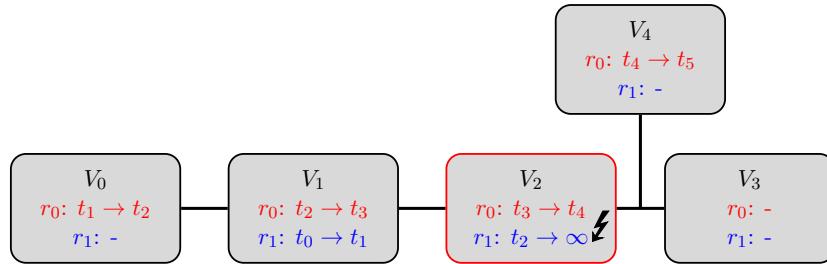 V₄
r₀: t₄ → t₅
r₁: -
V₀
r₀: t₁ → t₂
r₁: -
V₁
r₀: t₂ → t₃
r₁: t₀ → t₁
V₂
r₀: t₃ → t₄
r₁: t₂ → ∞
V₃
r₀: -
r₁: -